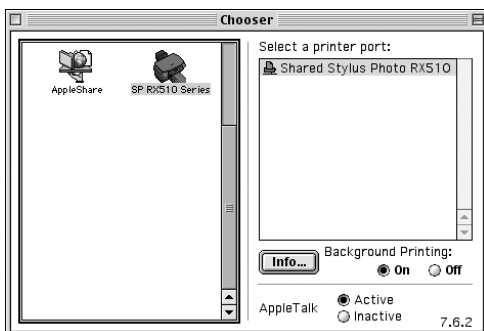 Chooser
AppleShare
SP RX510 Series
Select a printer port:
Shared Stylus Photo RX510
Info...
Background Printing:
On Off
AppleTalk
Active
Inactive
7.6.2